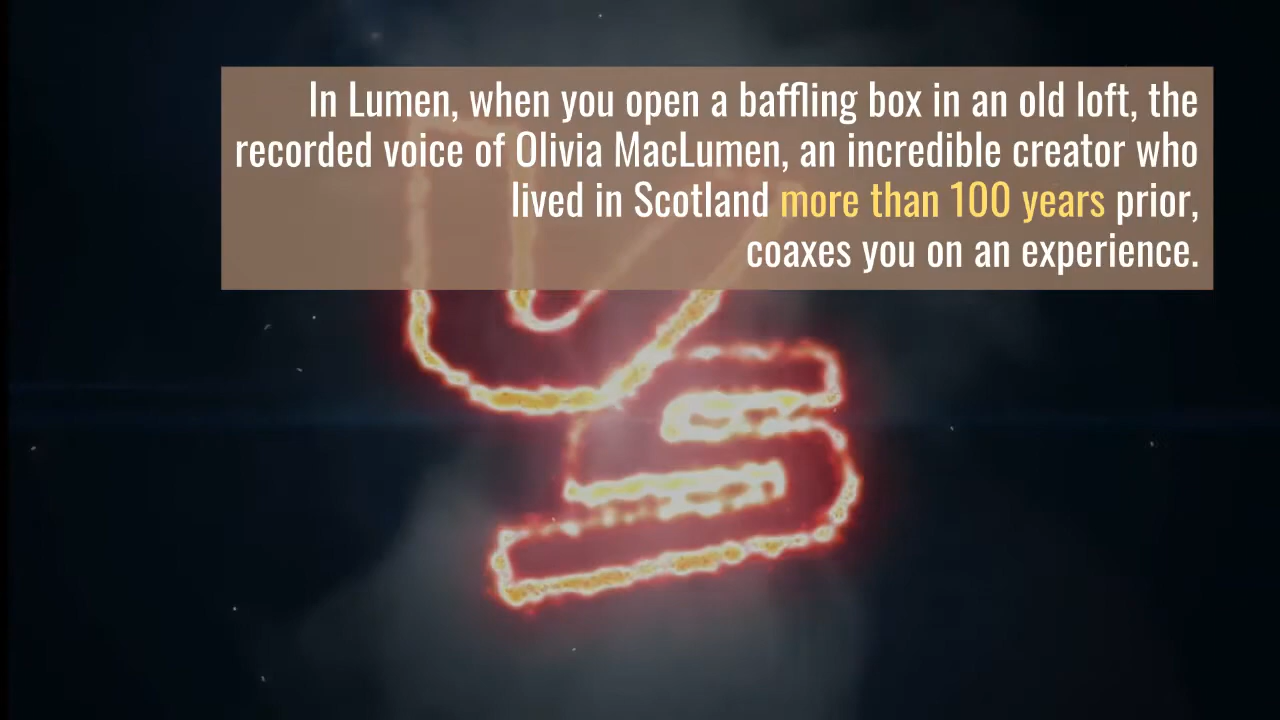 In Lumen, when you open a baffling box in an old loft, the
recorded voice of Olivia MacLumen, an incredible creator who
lived in Scotland more than 100 years prior,
coaxes you on an experience.